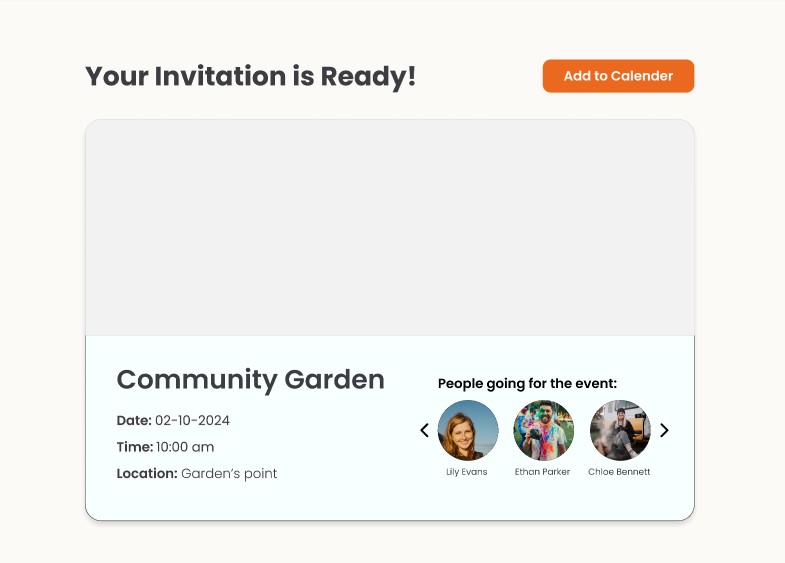 Your Invitation is Ready!
Add to Calender
Community Garden
Date: 02-10-2024
Time: 10:00 am
Location: Garden's point
People going for the event:
Lily Evans
Ethan Parker
Chloe Bennett